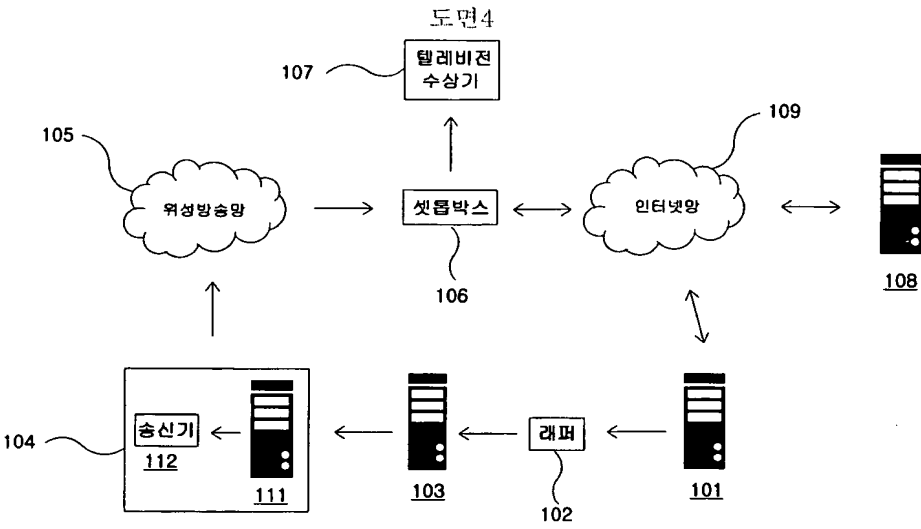 도면4
텔레비전
수상기
107
105
109
위성방송망
셋톱박스
인터넷망
106
108
104
송신기
112
111
103
래퍼
102
101